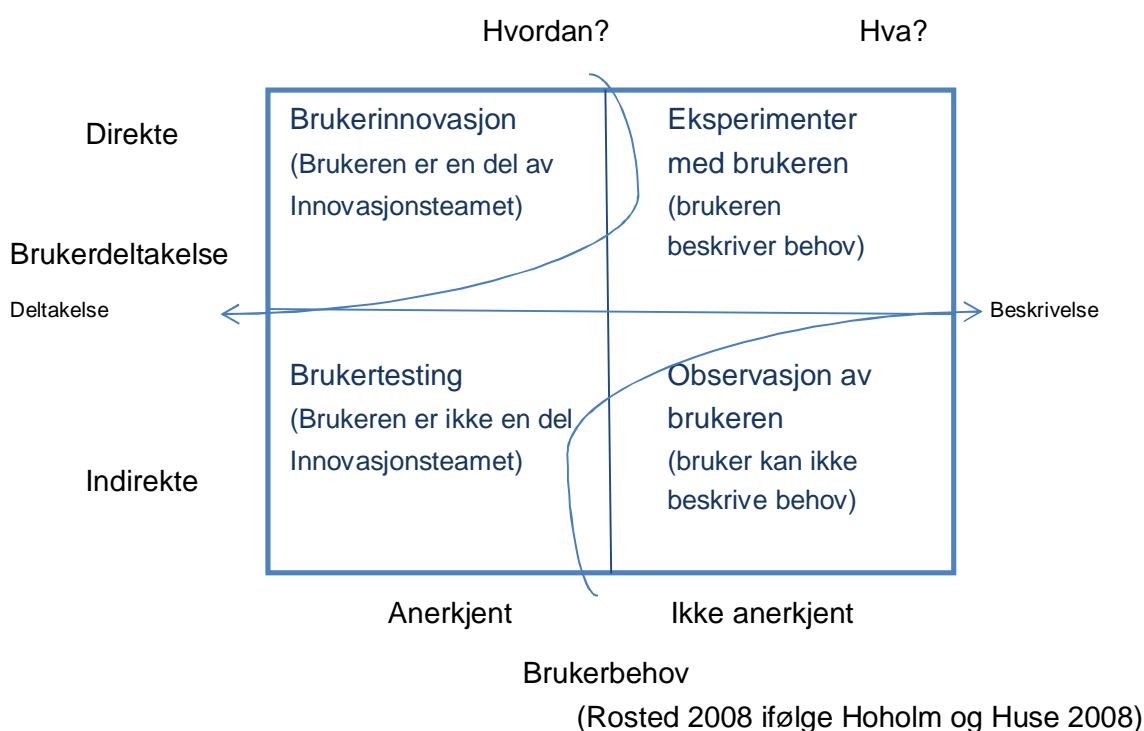 Hvordan?
Hva?
Direkte
Brukerinnovasjon
(Brukeren er en del av
Innovasjonsteamet)
Eksperimenter
med brukeren
(brukeren
beskriver behov)
Brukerdeltakelse
Deltakelse
Beskrivelse
Brukertesting
(Brukeren er ikke en del
Innovasjonsteamet)
Observasjon av
brukeren
(bruker kan ikke
beskrive behov)
Indirekte
Anerkjent
Ikke anerkjent
Brukerbehov
(Rosted 2008 ifølge Hoholm og Huse 2008)